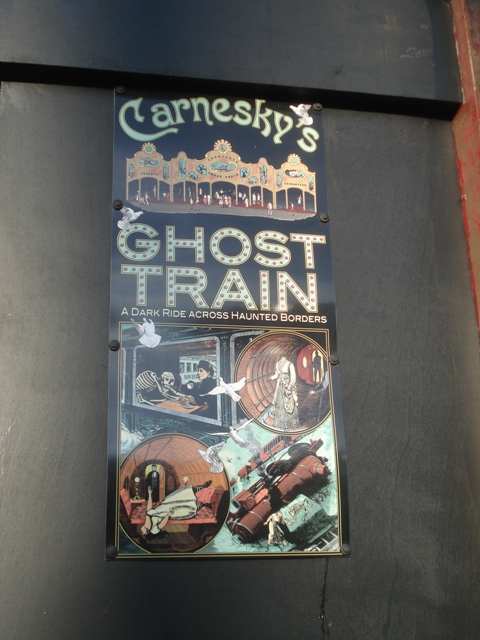 Carnesky's
GHOST
TRAIN
A DARK RIDE ACROSS HAUNTED BORDERS